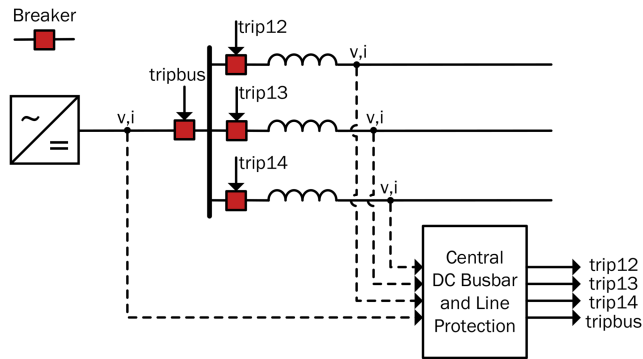 Breaker
trip12
v,i
tripbus
trip13
v,i
trip14
v,i
Central
DC Busbar
and Line
Protection
trip12
trip13
trip14
tripbus